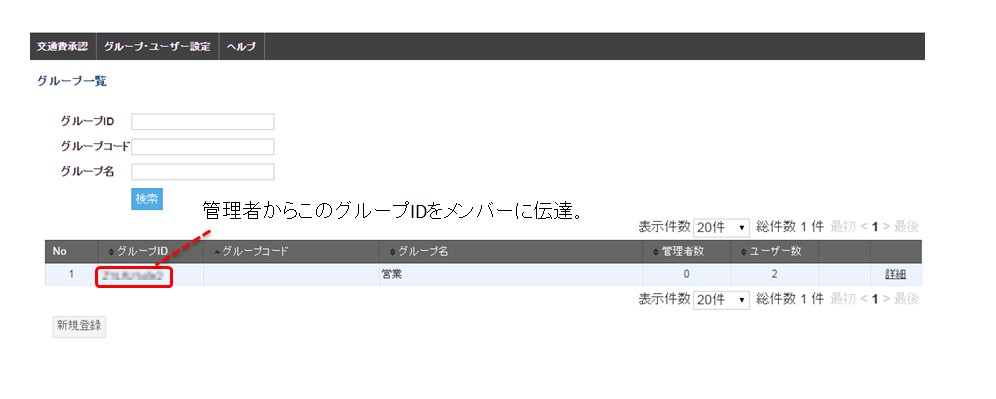 交通費承認 グループ・ユーザー設定 ヘルプ
グループ一覧
グループID
グループコード
グループ名
検索
管理者からこのグループIDをメンバーに伝達。
表示件数 20件 総件数 1 件 最初 < 1 > 最後
No グループID グループコード グループ名 管理者数 ユーザー数
1 営業 0 2 詳細
表示件数 20件 総件数 1 件 最初 < 1 > 最後
新規登録